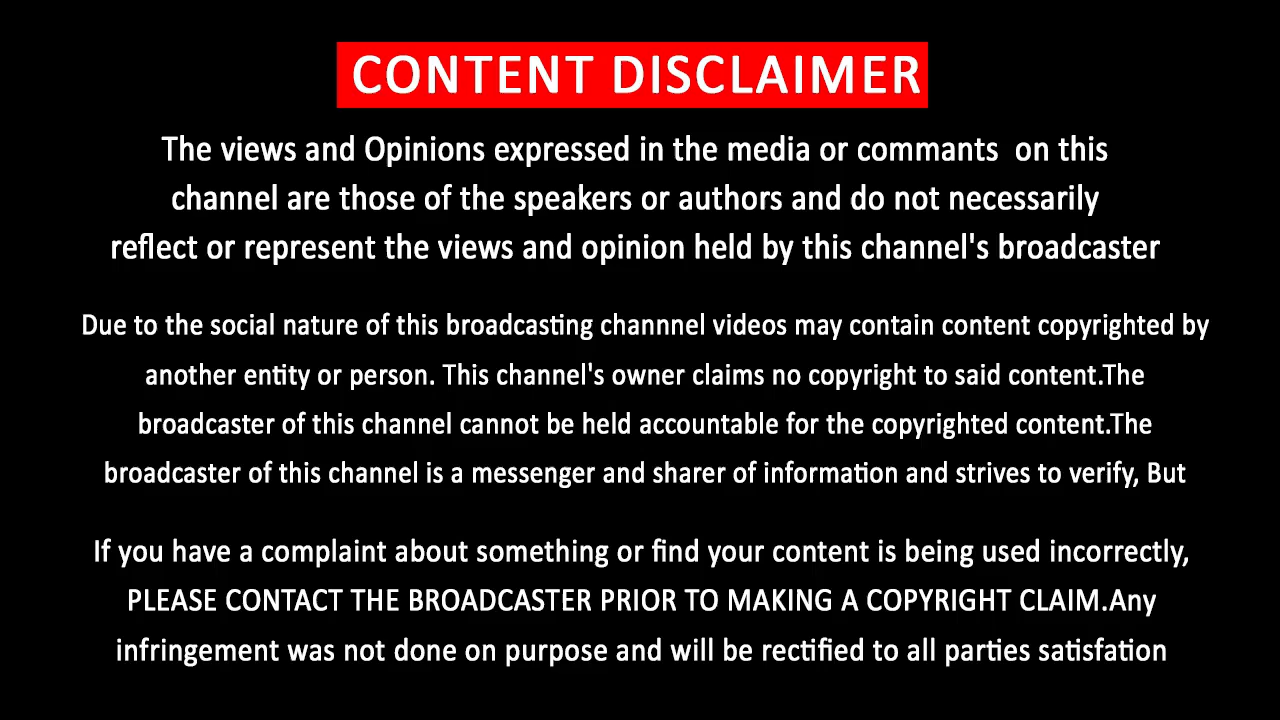 CONTENT DISCLAIMER
The views and Opinions expressed in the media or commants on this
channel are those of the speakers or authors and do not necessarily
reflect or represent the views and opinion held by this channel's broadcaster
Due to the social nature of this broadcasting channnel videos may contain content copyrighted by
another entity or person. This channel's owner claims no copyright to said content.The
broadcaster of this channel cannot be held accountable for the copyrighted content.The
broadcaster of this channel is a messenger and sharer of information and strives to verify, But
If you have a complaint about something or find your content is being used incorrectly,
PLEASE CONTACT THE BROADCASTER PRIOR TO MAKING A COPYRIGHT CLAIM.Any
infringement was not done on purpose and will be rectified to all parties satisfation